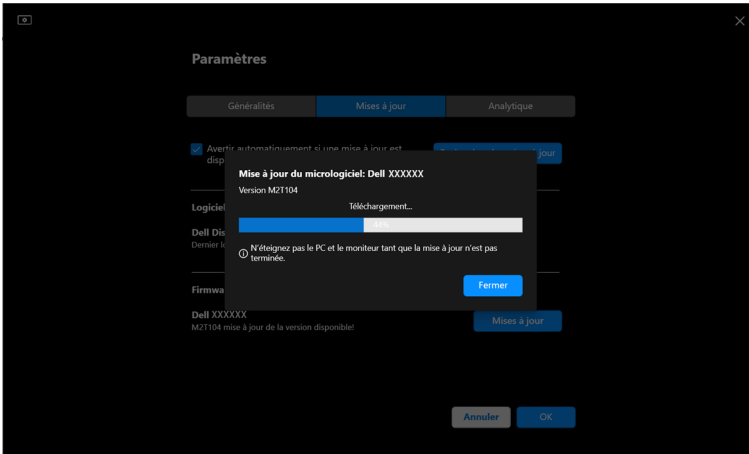 Paramètres
Généralités
Mises à jour
Analytique
Avertir automatiquement si une mise à jour est
disp
jour
Mise à jour du micrologiciel: Dell XXXXXX
Version M2T104
Téléchargement...
43%
N'éteignez pas le PC et le moniteur tant que la mise à jour n'est pas
terminée.
Fermer
Logiciel
Dell Dis
Dernier l
Firmwa
Dell XXXXXX
M2T104 mise à jour de la version disponible!
Mises à jour
Annuler
OK